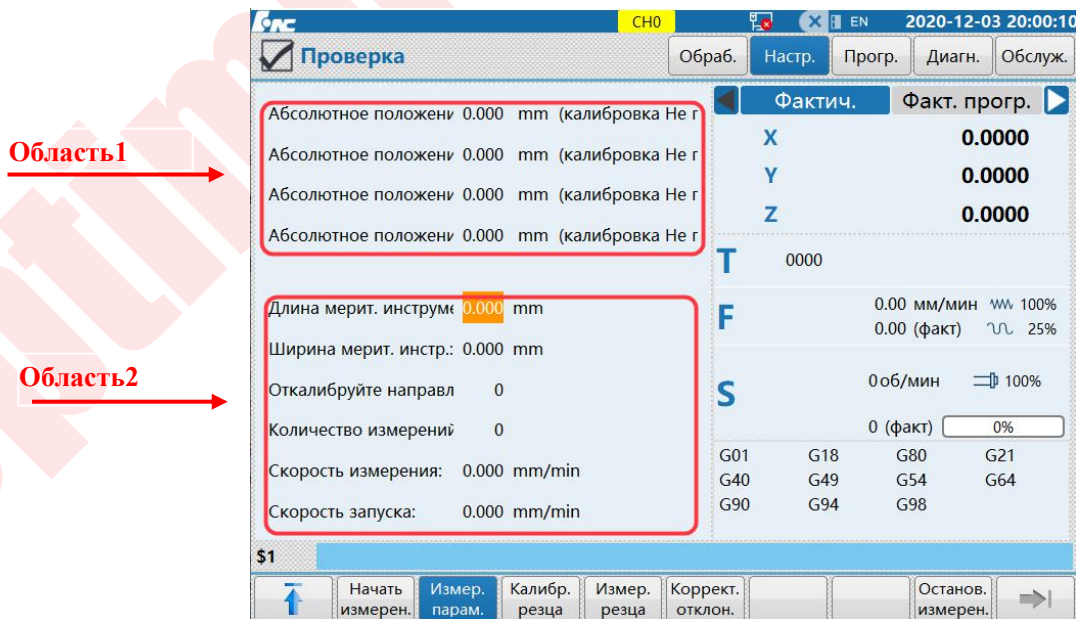 CH0 EN 2020-12-03 20:00:10
Проверка
Обраб. Настр. Прогр. Диагн. Обслуж.
Область1
Область2
Абсолютное положени 0.000 mm (калибровка Не г
Абсолютное положени 0.000 mm (калибровка Не г
Абсолютное положени 0.000 mm (калибровка Не г
Абсолютное положени 0.000 mm (калибровка Не г
Длина мерит. инструме 0.000 mm
Ширина мерит. инстр.: 0.000 mm
Откалибруйте направл 0
Количество измерений 0
Скорость измерения: 0.000 mm/min
Скорость запуска: 0.000 mm/min
Фактич. Факт. прогр.
X 0.0000
Y 0.0000
Z 0.0000
T 0000
F 0.00 мм/мин 100%
0.00 (факт) 25%
S 0 об/мин 100%
0 (факт) 0%
G01 G18 G80 G21
G40 G49 G54 G64
G90 G94 G98
$1
Начать измерен.
Измер. парам.
Калибр. резца
Измер. резца
Коррект. отклон.
Останов. измерен.